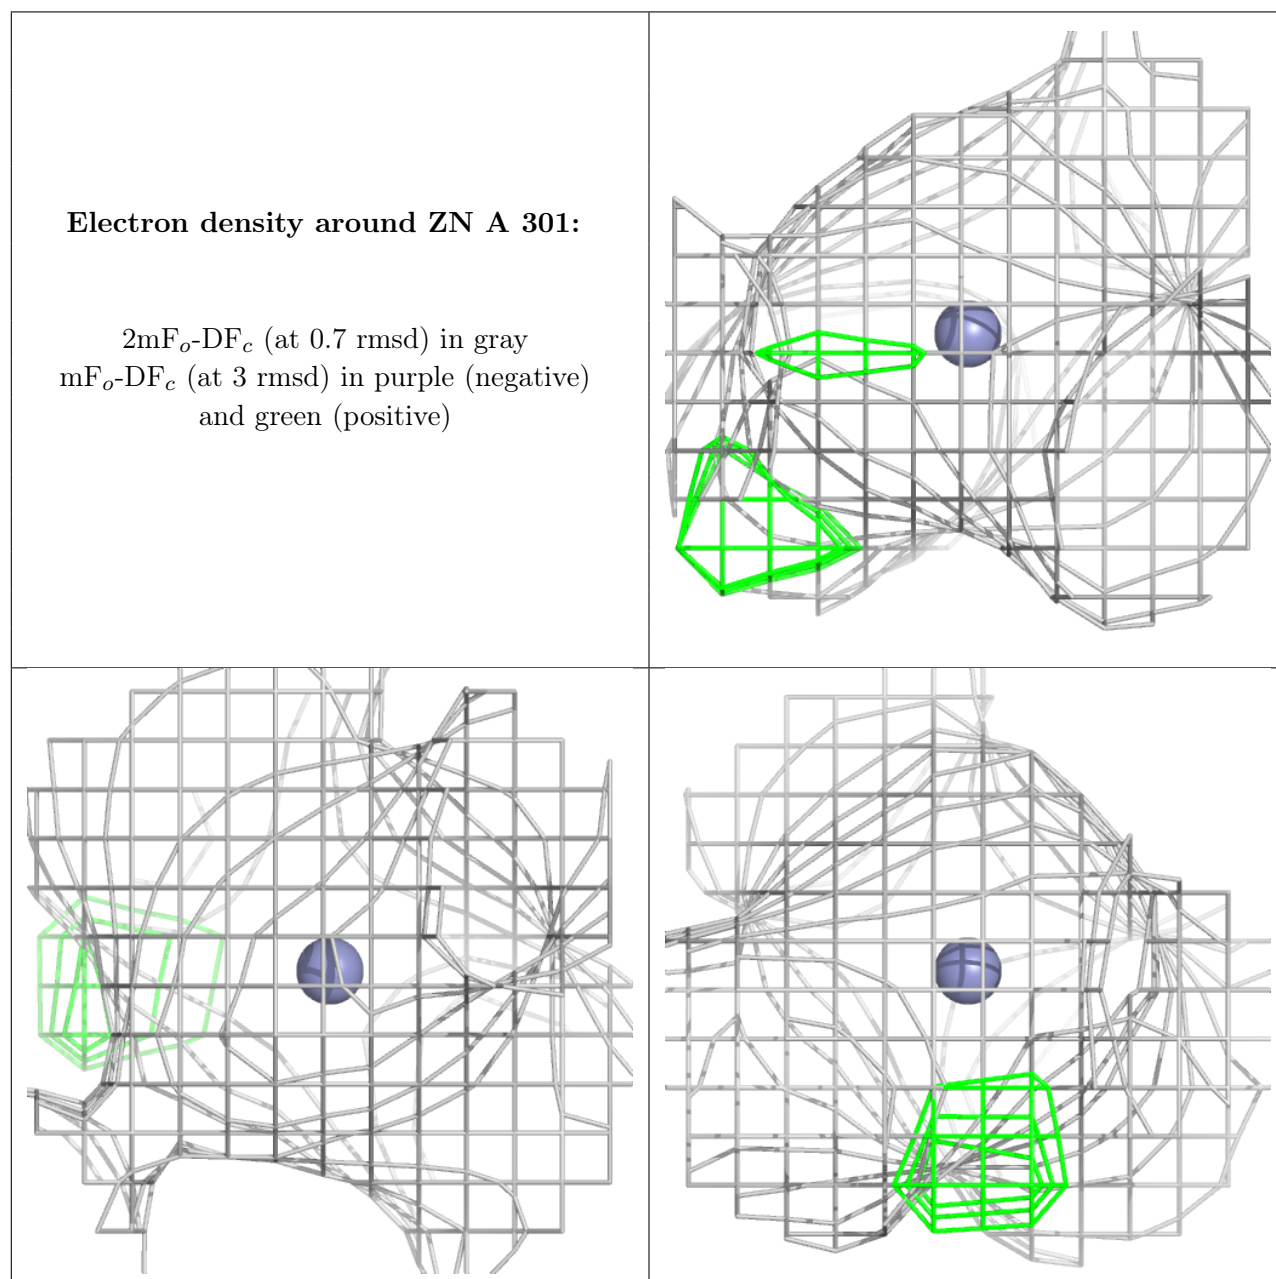 Electron density around ZN A 301:
2mFo-DFc (at 0.7 rmsd) in gray
mFo-DFc (at 3 rmsd) in purple (negative)
and green (positive)